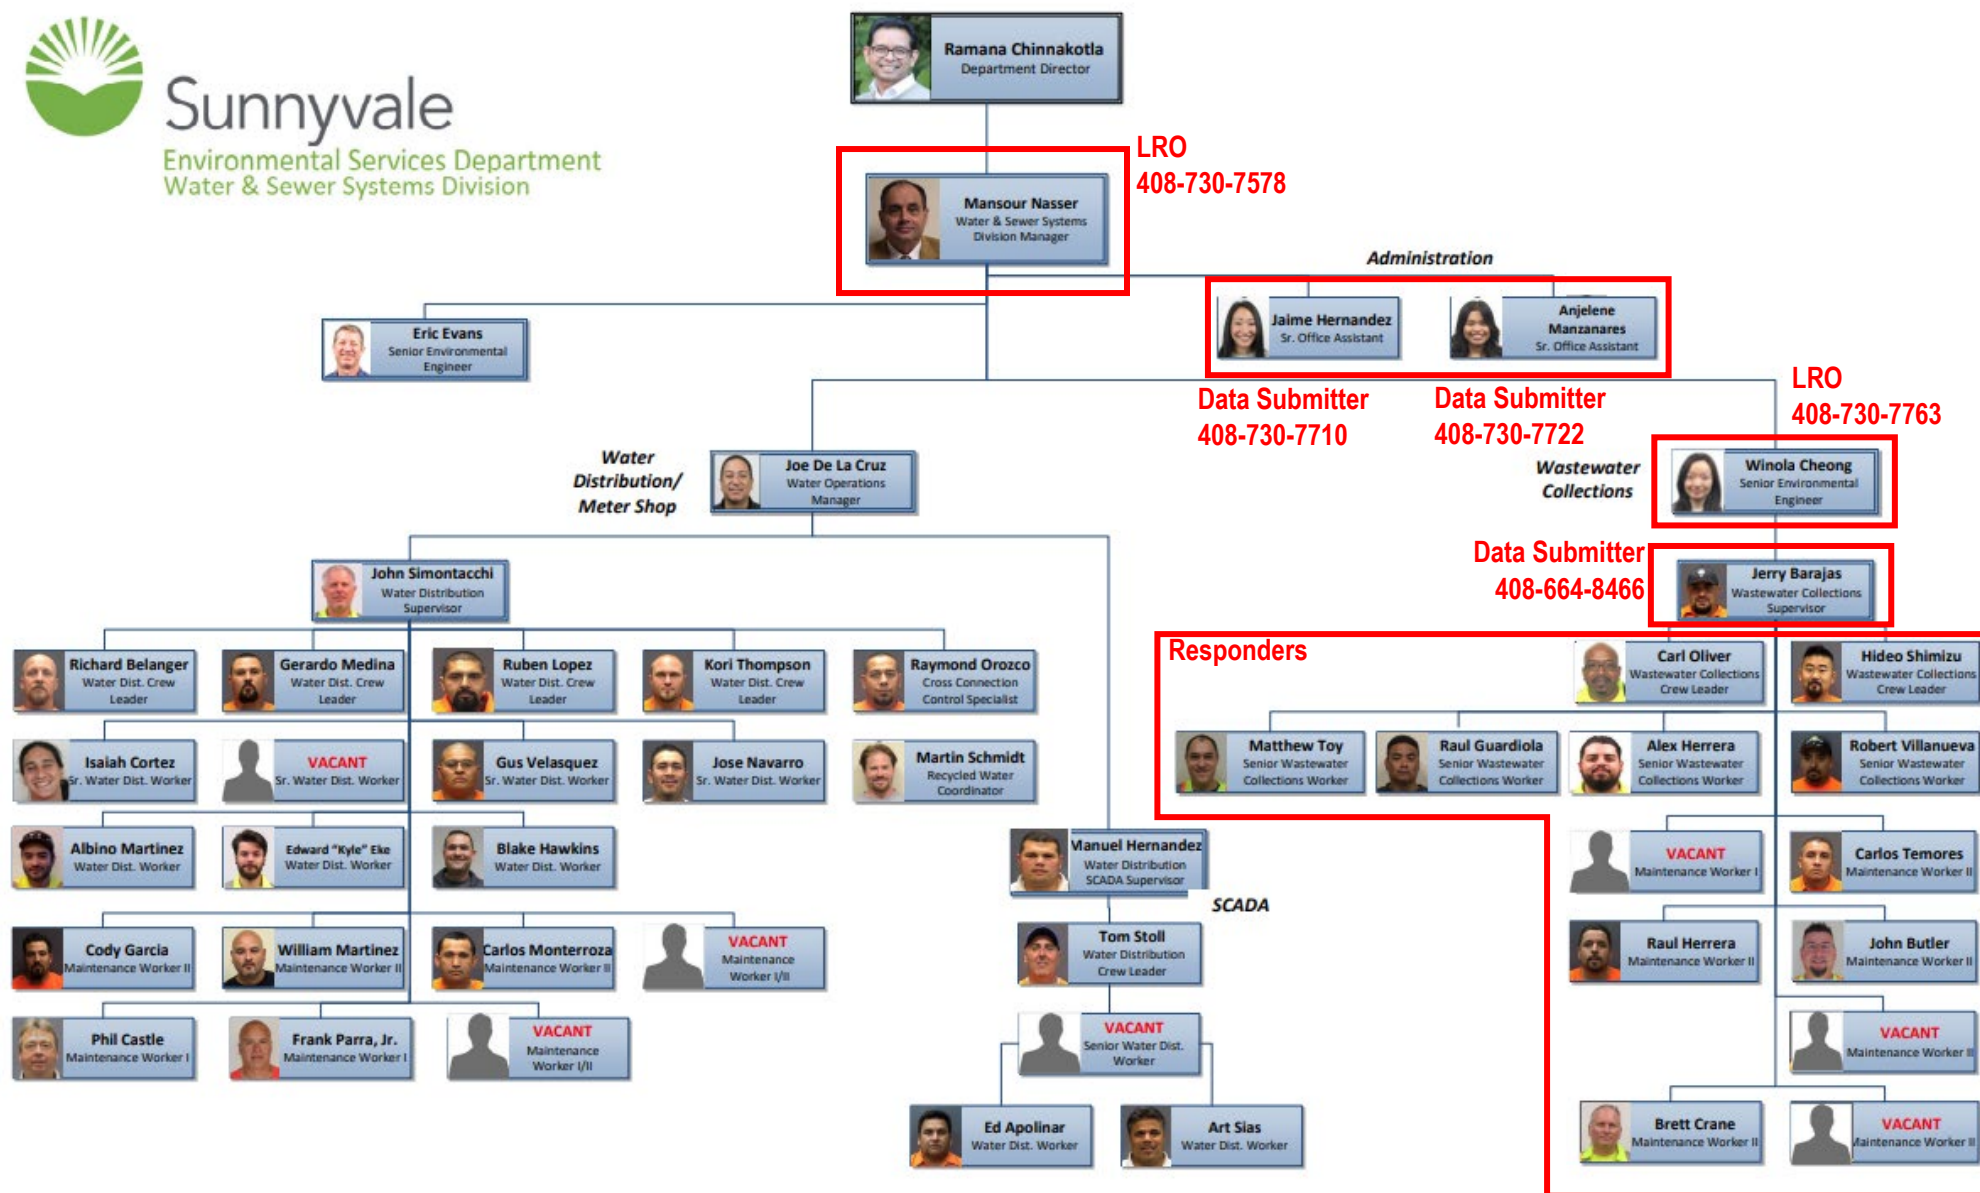 Sunnyvale
Environmental Services Department
Water & Sewer Systems Division
Ramana Chinnakotla
Department Director
LRO
408-730-7578
Mansour Nasser
Water & Sewer Systems
Division Manager
Administration
Jaime Hernandez
Sr. Office Assistant
Anjelene
Manzanares
Sr. Office Assistant
Data Submitter
408-730-7710
Data Submitter
408-730-7722
Eric Evans
Senior Environmental
Engineer
LRO
408-730-7763
Water
Distribution/
Meter Shop
Joe De La Cruz
Water Operations
Manager
Wastewater
Collections
Winola Cheong
Senior Environmental
Engineer
Data Submitter
408-664-8466
Jerry Barajas
Wastewater Collections
Supervisor
John Simontacchi
Water Distribution
Supervisor
Richard Belanger
Water Dist. Crew
Leader
Gerardo Medina
Water Dist. Crew
Leader
Ruben Lopez
Water Dist. Crew
Leader
Kori Thompson
Water Dist. Crew
Leader
Raymond Orozco
Cross Connection
Control Specialist
Isaiah Cortez
Sr. Water Dist. Worker
VACANT
Sr. Water Dist. Worker
Gus Velasquez
Sr. Water Dist. Worker
Jose Navarro
Sr. Water Dist. Worker
Martin Schmidt
Recycled Water
Coordinator
Albino Martinez
Water Dist. Worker
Edward "Kyle" Eke
Water Dist. Worker
Blake Hawkins
Water Dist. Worker
Cody Garcia
Maintenance Worker II
William Martinez
Maintenance Worker II
Carlos Monterroza
Maintenance Worker II
VACANT
Maintenance
Worker I/II
Phil Castle
Maintenance Worker I
Frank Parra, Jr.
Maintenance Worker I
VACANT
Maintenance
Worker I/II
Manuel Hernandez
Water Distribution
SCADA Supervisor
SCADA
Tom Stoll
Water Distribution
Crew Leader
VACANT
Senior Water Dist.
Worker
Ed Apolinar
Water Dist. Worker
Art Sias
Water Dist. Worker
Responders
Carl Oliver
Wastewater Collections
Crew Leader
Hideo Shimizu
Wastewater Collections
Crew Leader
Matthew Toy
Senior Wastewater
Collections Worker
Raul Guardiola
Senior Wastewater
Collections Worker
Alex Herrera
Senior Wastewater
Collections Worker
Robert Villanueva
Senior Wastewater
Collections Worker
VACANT
Maintenance Worker I
Carlos Temores
Maintenance Worker II
Raul Herrera
Maintenance Worker II
John Butler
Maintenance Worker II
VACANT
Maintenance Worker II
Brett Crane
Maintenance Worker II
VACANT
Maintenance Worker II